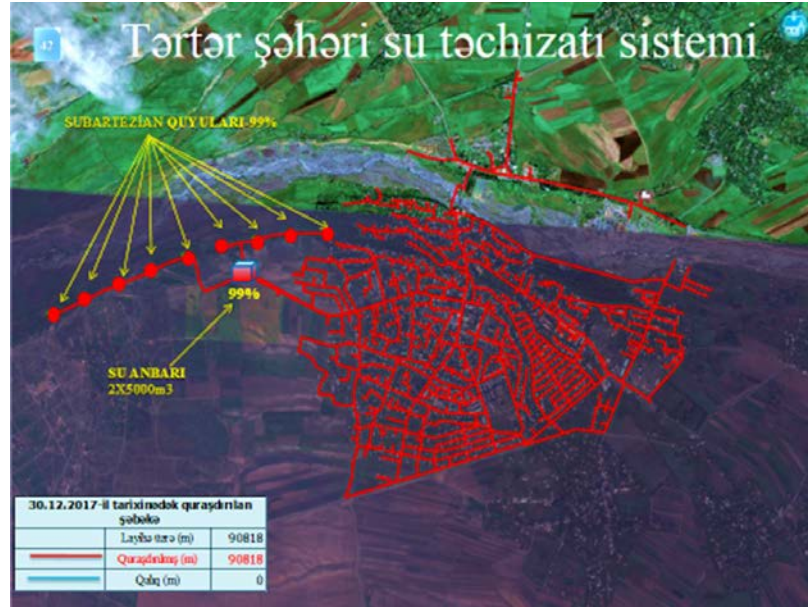 42
Tərtər şəhəri su təchizatı sistemi
SUBARTEZİAN QUYULARI-99%
99%
SU ANBARI
2X5000m3
30.12.2017-il tarixinədək quraşdırılan
şəbəkə
Layihə üzrə (m) 90818
Quraşdırılmış (m) 90818
Qalıq (m) 0